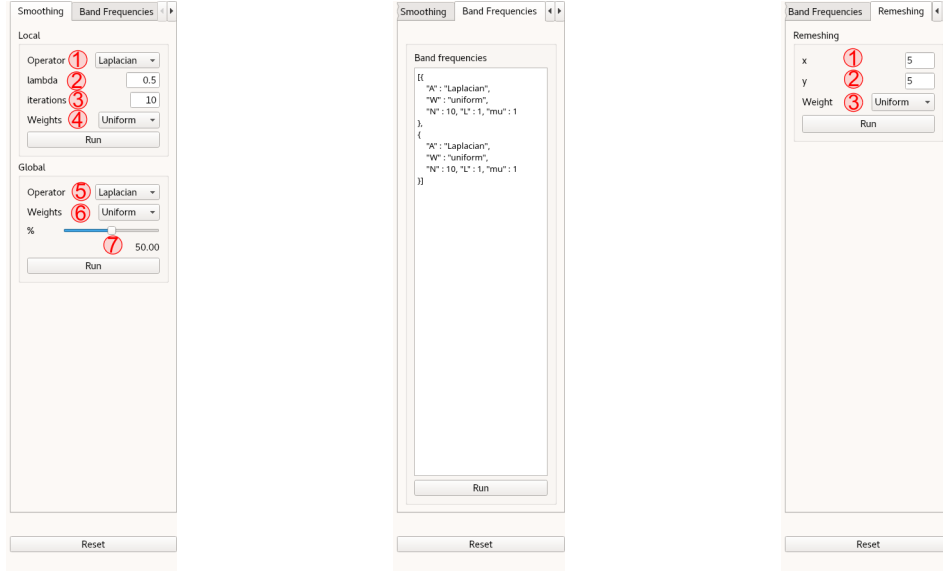 Smoothing Band Frequencies
Local
Operator 1 Laplacian
lambda 2 0.5
iterations 3 10
Weights 4 Uniform
Run
Global
Operator 5 Laplacian
Weights 6 Uniform
%
7 50.00
Run
Reset
Smoothing Band Frequencies
Band frequencies
[{
"A" : "Laplacian",
"W" : "uniform",
"N" : 10, "L" : 1, "mu" : 1
},
{
"A" : "Laplacian",
"W" : "uniform",
"N" : 10, "L" : 1, "mu" : 1
}]
Run
Reset
Band Frequencies Remeshing
Remeshing
x 1 5
y 2 5
Weight 3 Uniform
Run
Reset